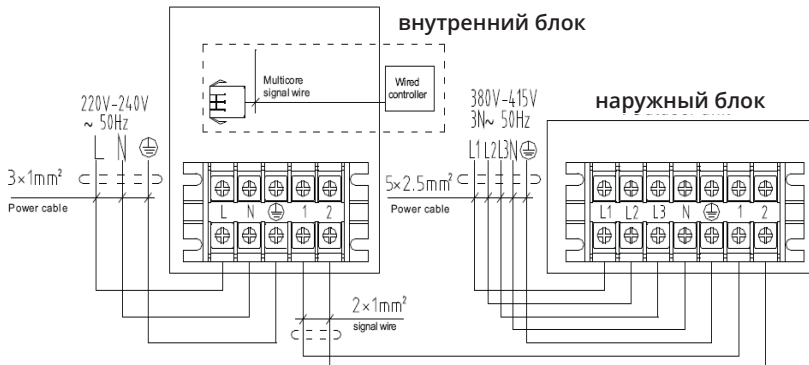 внутренний блок
Multicore
signal wire
Wired
controller
220V-240V
~ 50Hz
L N
3×1mm²
Power cable
L N 1 2
2×1mm²
signal wire
380V-415V
3N~ 50Hz
L1 L2 L3 N
5×2.5mm²
Power cable
наружный блок
L1 L2 L3 N 1 2